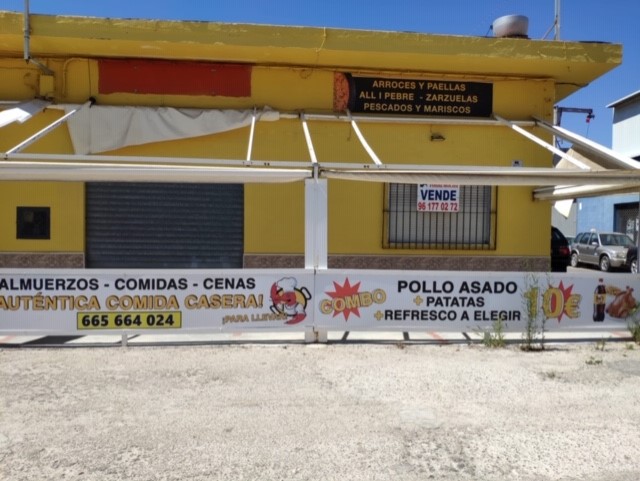 ARROCES Y PAELLAS
ALL I PEBRE - ZARZUELAS
PESCADOS Y MARISCOS
VENDE
96 177 02 72
ALMUERZOS - COMIDAS - CENAS
AUTÉNTICA COMIDA CASERA!
665 664 024
¡PARA LLEVAR!
COMBO
POLLO ASADO
+ PATATAS
+REFRESCO A ELEGIR
10€